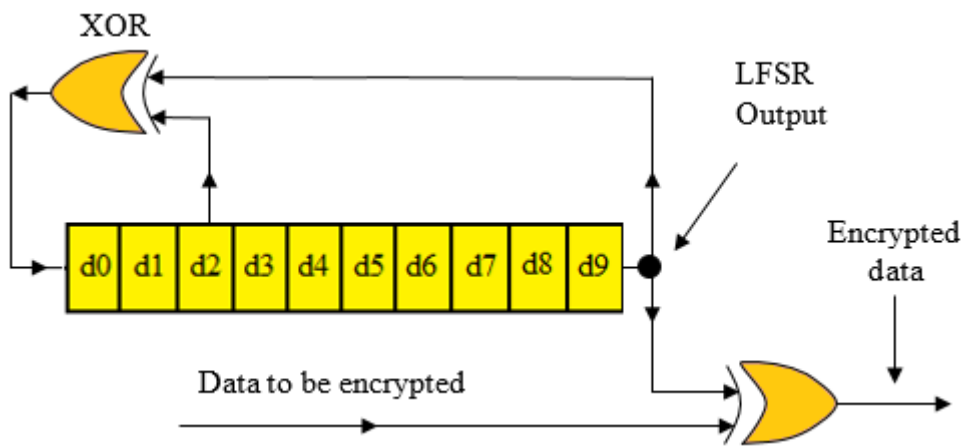 XOR
LFSR
Output
d0 d1 d2 d3 d4 d5 d6 d7 d8 d9
Encrypted
data
Data to be encrypted